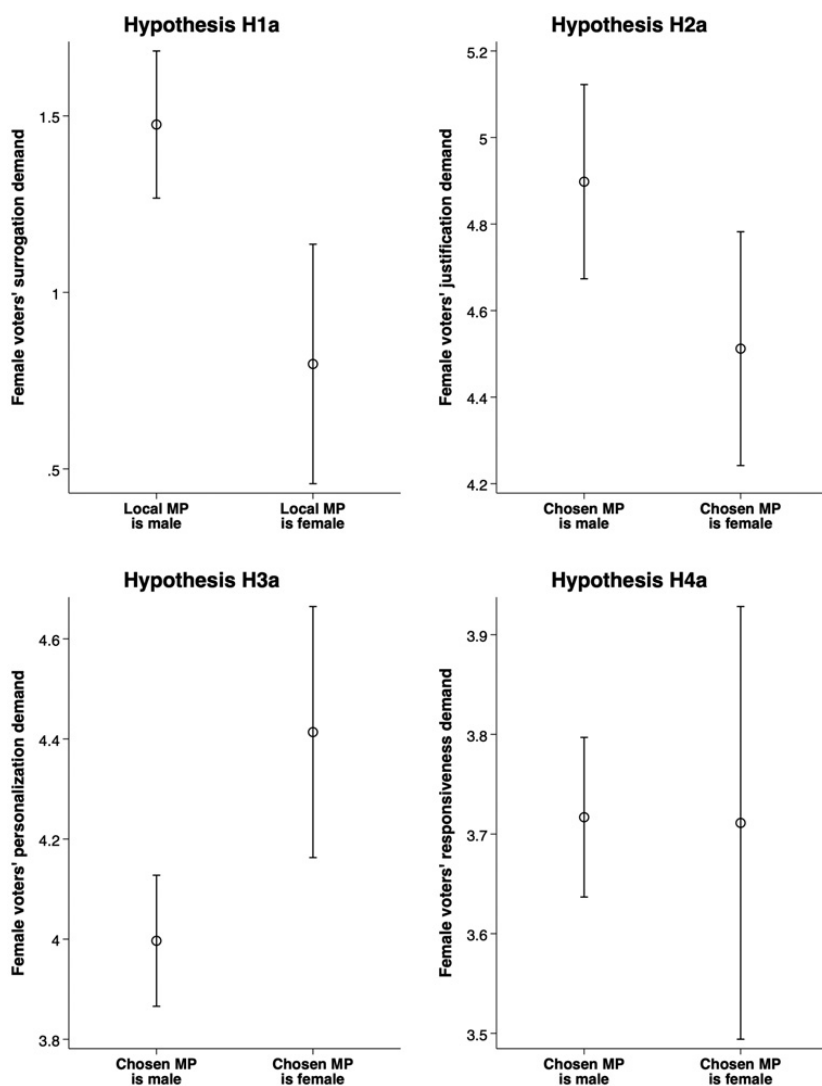 Hypothesis H1a
Female voters' surrogation demand
1.5
1
.5
Local MP
is male
Local MP
is female
Hypothesis H2a
Female voters' justification demand
5.2
5
4.8
4.6
4.4
4.2
Chosen MP
is male
Chosen MP
is female
Hypothesis H3a
Female voters' personalization demand
4.6
4.4
4.2
4
3.8
Chosen MP
is male
Chosen MP
is female
Hypothesis H4a
Female voters' responsiveness demand
3.9
3.8
3.7
3.6
3.5
Chosen MP
is male
Chosen MP
is female